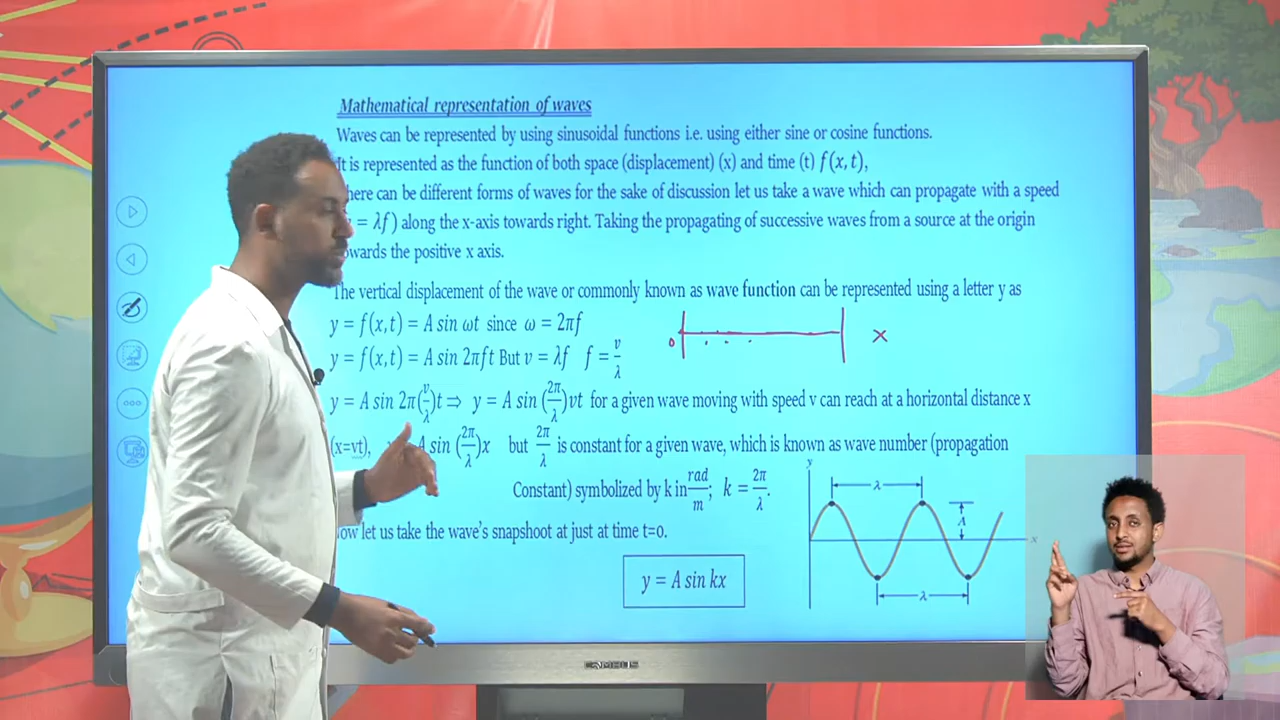 Mathematical representation of waves
Waves can be represented by using sinusoidal functions i.e. using either sine or cosine functions.
It is represented as the function of both space (displacement) (x) and time (t) f(x, t),
here can be different forms of waves for the sake of discussion let us take a wave which can propagate with a speed
= λf) along the x-axis towards right. Taking the propagating of successive waves from a source at the origin
owards the positive x axis.
The vertical displacement of the wave or commonly known as wave function can be represented using a letter y as
y = f(x, t) = A sin ωt since ω = 2πf
0 x
y = f(x, t) = A sin 2πft But v = λf f = v/λ
y = A sin 2π(v/λ)t ⇒ y = A sin (2π/λ)vt for a given wave moving with speed v can reach at a horizontal distance x
(x=vt), A sin (2π/λ)x but 2π/λ is constant for a given wave, which is known as wave number (propagation
Constant) symbolized by k in rad/m; k = 2π/λ.
now let us take the wave's snapshoot at just at time t=0.
y = A sin kx
y
λ
A
x
λ